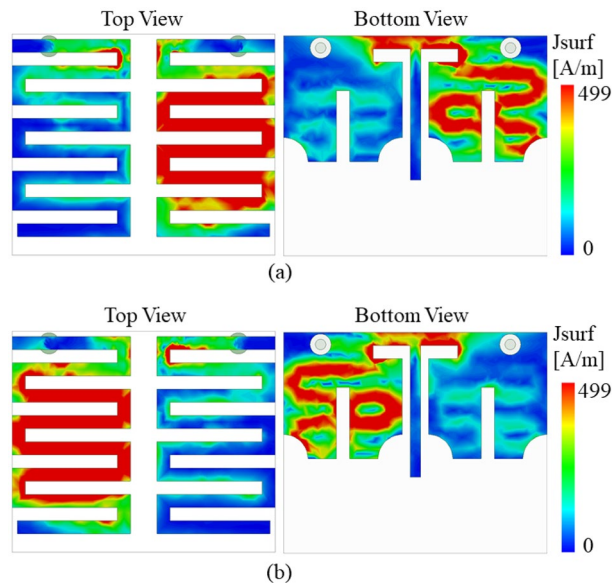 Top View
Bottom View
Jsurf
[A/m]
499
0
(a)
Top View
Bottom View
Jsurf
[A/m]
499
0
(b)